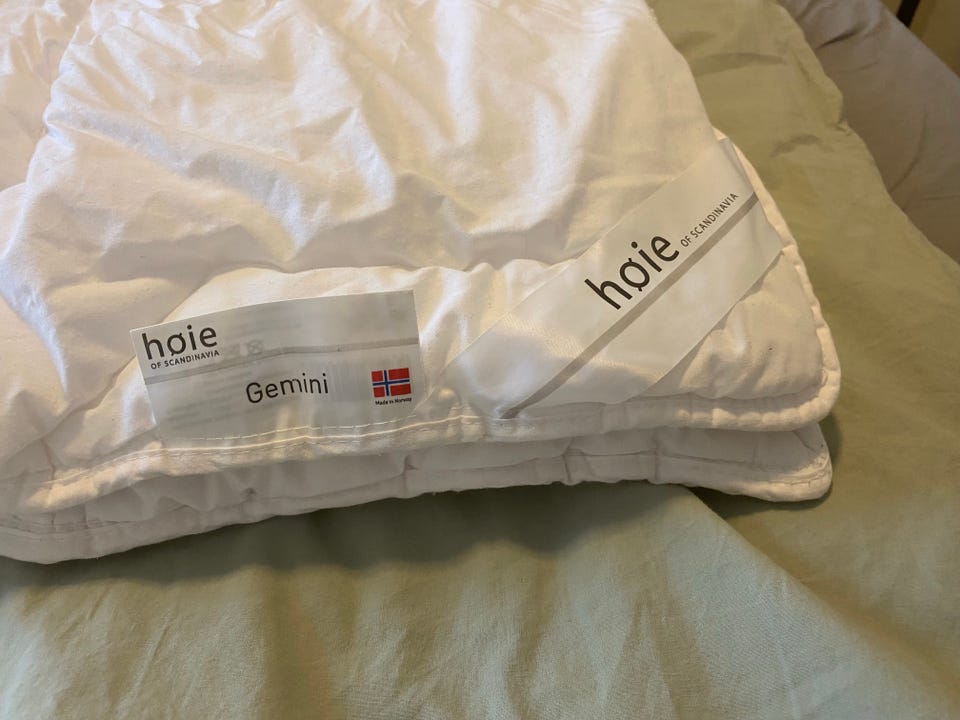 høie
OF SCANDINAVIA
Gemini
Made in Norway
høie
OF SCANDINAVIA